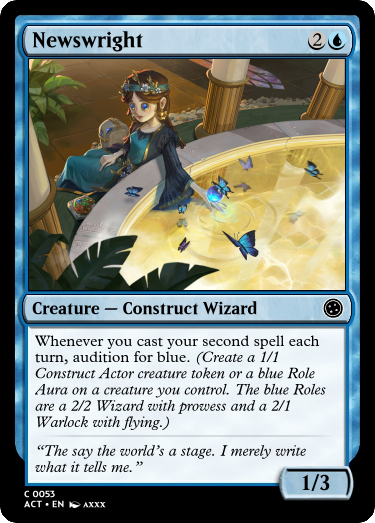 Newswright 2
Creature — Construct Wizard
Whenever you cast your second spell each
turn, audition for blue. (Create a 1/1
Construct Actor creature token or a blue Role
Aura on a creature you control. The blue Roles
are a 2/2 Wizard with prowess and a 2/1
Warlock with flying.)
“The say the world’s a stage. I merely write
what it tells me.”
1/3
C 0053
ACT • EN AXXX